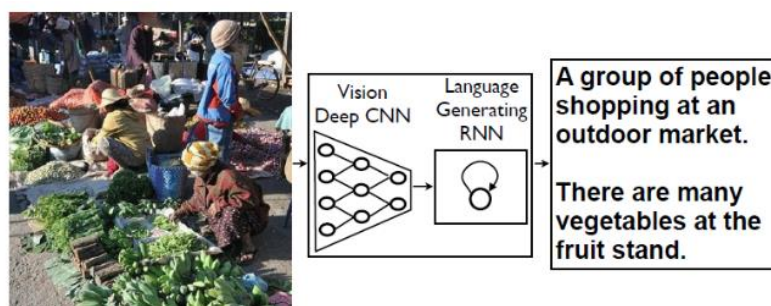 Vision
Deep CNN
Language
Generating
RNN
A group of people
shopping at an
outdoor market.
There are many
vegetables at the
fruit stand.